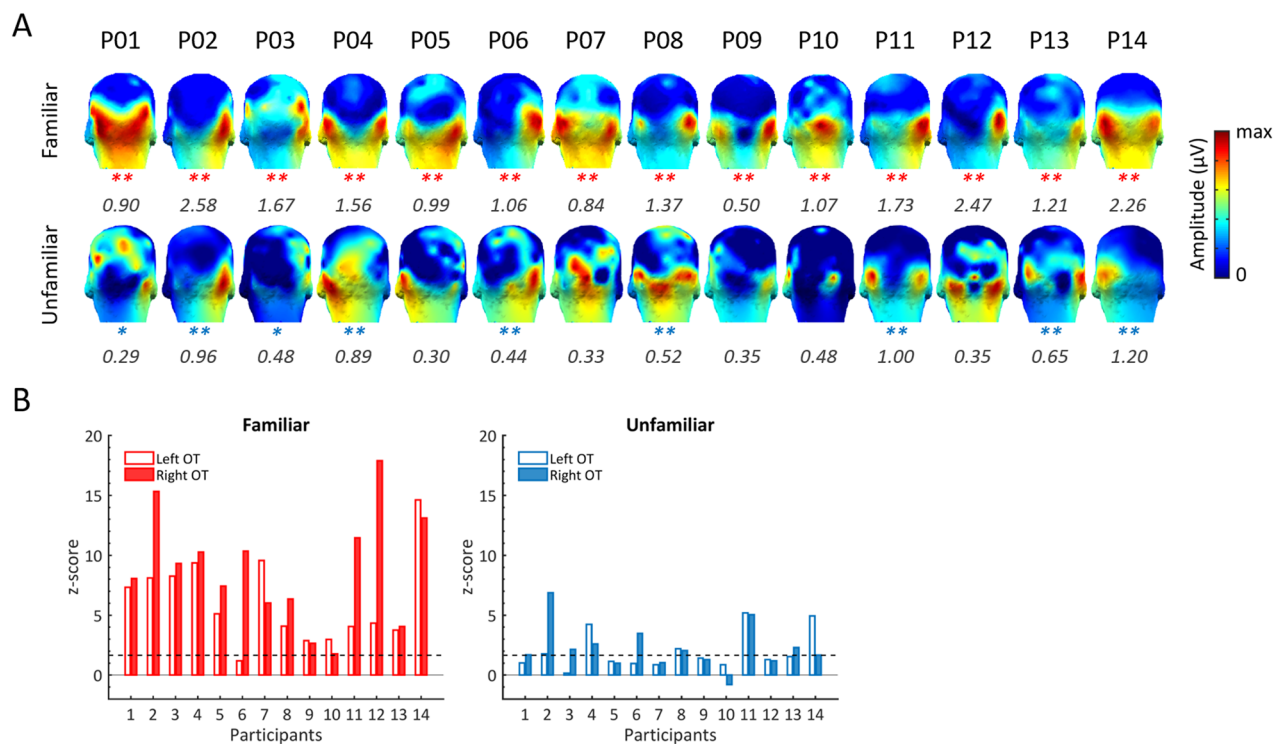 A
P01 P02 P03 P04 P05 P06 P07 P08 P09 P10 P11 P12 P13 P14
Familiar
** ** ** ** ** ** ** ** ** ** ** ** ** **
0.90 2.58 1.67 1.56 0.99 1.06 0.84 1.37 0.50 1.07 1.73 2.47 1.21 2.26
Unfamiliar
* ** * ** ** ** ** ** **
0.29 0.96 0.48 0.89 0.30 0.44 0.33 0.52 0.35 0.48 1.00 0.35 0.65 1.20
max
Amplitude (μV)
0
B
Familiar
Left OT
Right OT
20
15
10
5
0
z-score
1 2 3 4 5 6 7 8 9 10 11 12 13 14
Participants
Unfamiliar
Left OT
Right OT
20
15
10
5
0
z-score
1 2 3 4 5 6 7 8 9 10 11 12 13 14
Participants